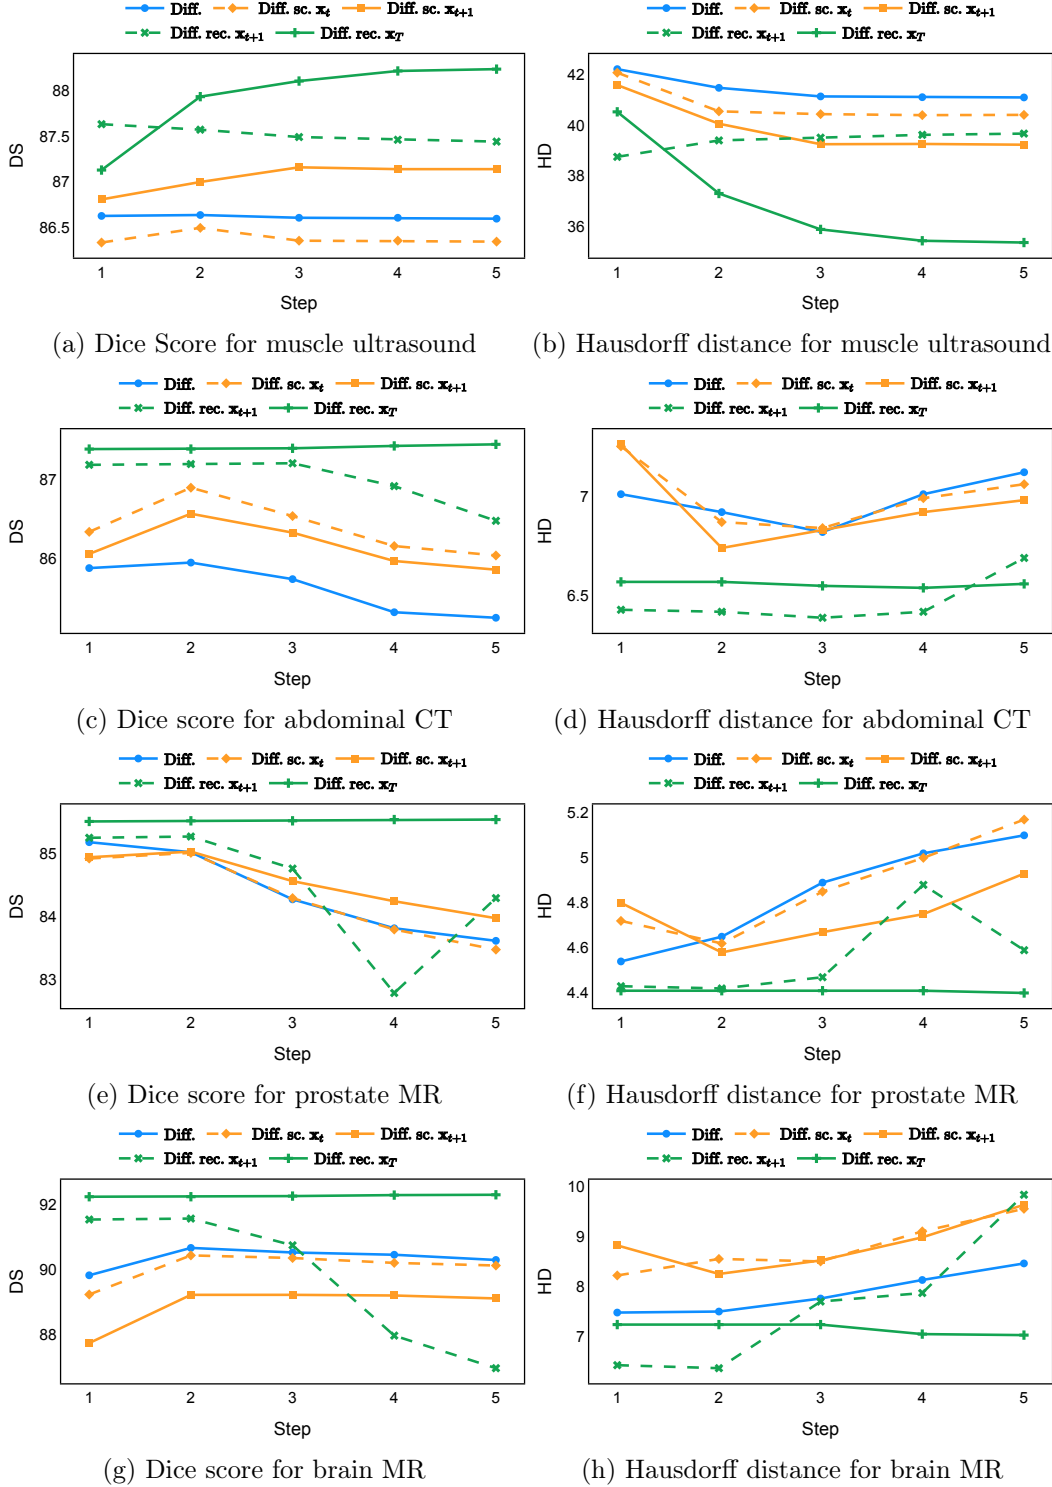 Diff. Diff. sc. x_t Diff. sc. x_{t+1}
Diff. rec. x_{t+1} Diff. rec. x_T
88
87.5
87
86.5
DS
1 2 3 4 5
Step
(a) Dice Score for muscle ultrasound
Diff. Diff. sc. x_t Diff. sc. x_{t+1}
Diff. rec. x_{t+1} Diff. rec. x_T
42
40
38
36
HD
1 2 3 4 5
Step
(b) Hausdorff distance for muscle ultrasound
Diff. Diff. sc. x_t Diff. sc. x_{t+1}
Diff. rec. x_{t+1} Diff. rec. x_T
87
86
DS
1 2 3 4 5
Step
(c) Dice score for abdominal CT
Diff. Diff. sc. x_t Diff. sc. x_{t+1}
Diff. rec. x_{t+1} Diff. rec. x_T
7
6.5
HD
1 2 3 4 5
Step
(d) Hausdorff distance for abdominal CT
Diff. Diff. sc. x_t Diff. sc. x_{t+1}
Diff. rec. x_{t+1} Diff. rec. x_T
85
84
83
DS
1 2 3 4 5
Step
(e) Dice score for prostate MR
Diff. Diff. sc. x_t Diff. sc. x_{t+1}
Diff. rec. x_{t+1} Diff. rec. x_T
5.2
5
4.8
4.6
4.4
HD
1 2 3 4 5
Step
(f) Hausdorff distance for prostate MR
Diff. Diff. sc. x_t Diff. sc. x_{t+1}
Diff. rec. x_{t+1} Diff. rec. x_T
92
90
88
DS
1 2 3 4 5
Step
(g) Dice score for brain MR
Diff. Diff. sc. x_t Diff. sc. x_{t+1}
Diff. rec. x_{t+1} Diff. rec. x_T
10
9
8
7
HD
1 2 3 4 5
Step
(h) Hausdorff distance for brain MR